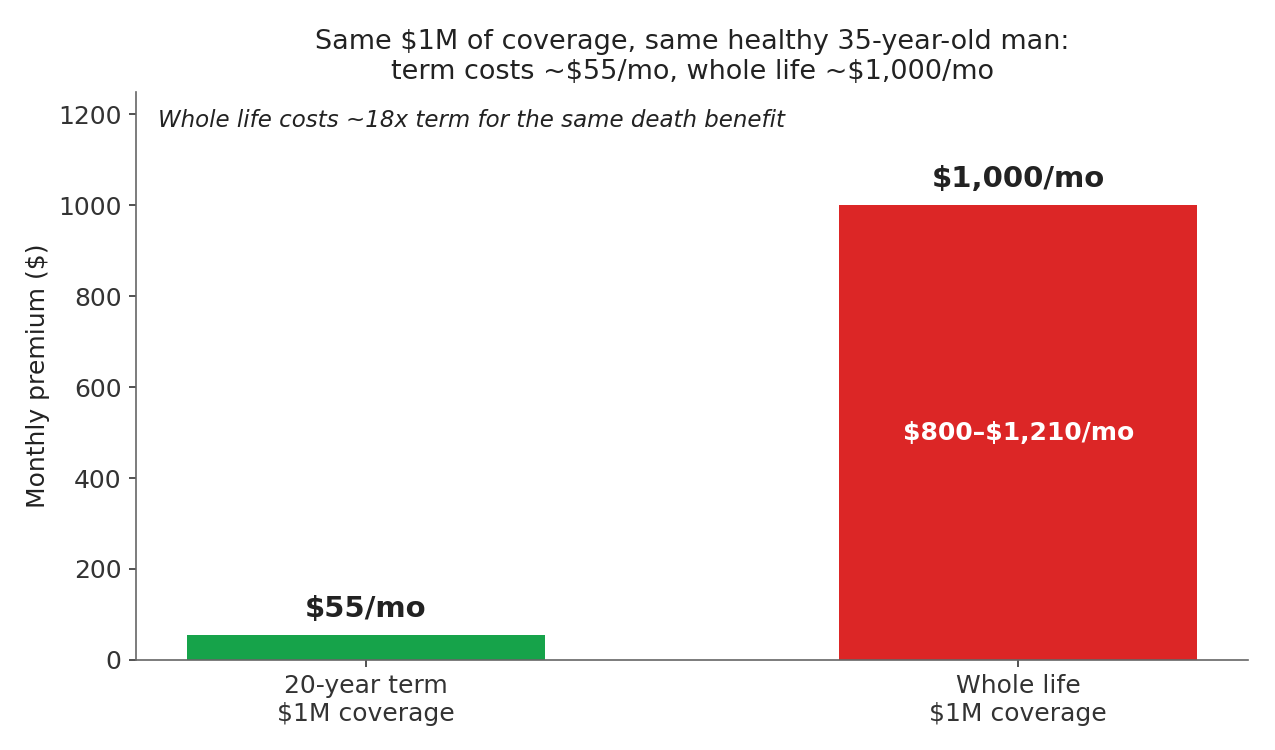 Same $1M of coverage, same healthy 35-year-old man:
term costs ~$55/mo, whole life ~$1,000/mo
Whole life costs ~18x term for the same death benefit
Monthly premium ($)
1200
1000
800
600
400
200
0
$55/mo
$1,000/mo
$800–$1,210/mo
20-year term
$1M coverage
Whole life
$1M coverage